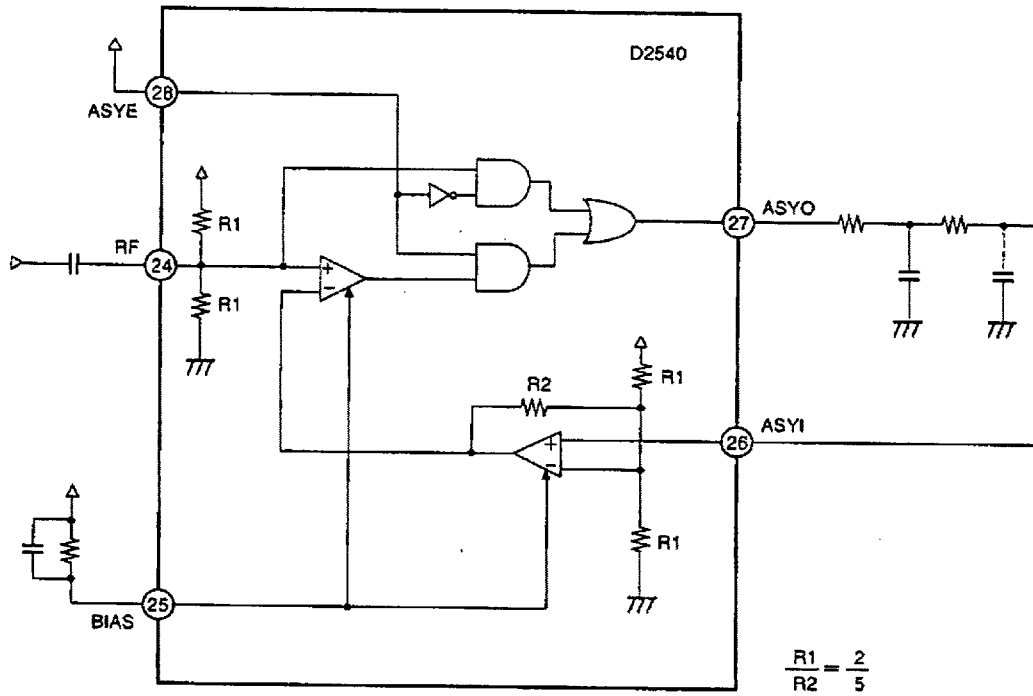 D2540
28
ASYE
R1
RF
24
R1
+
−
27
ASYO
R2
R1
+
−
26
ASYI
R1
25
BIAS
R1/R2 = 2/5